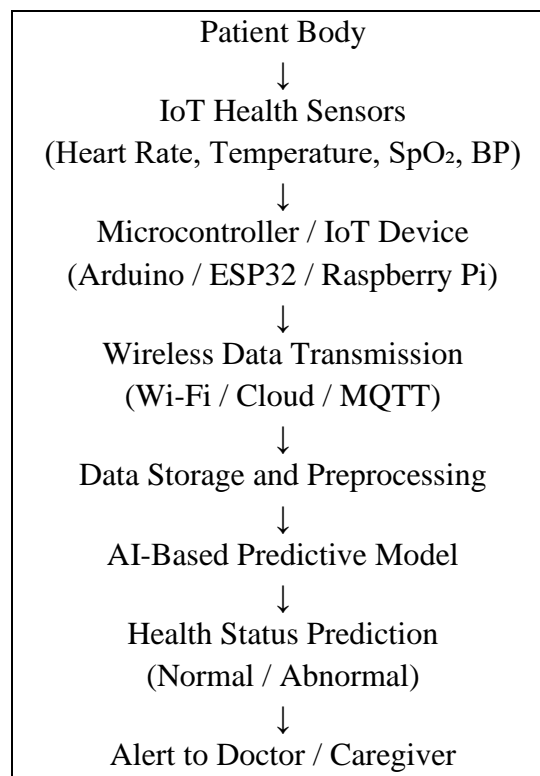 Patient Body
↓
IoT Health Sensors
(Heart Rate, Temperature, SpO₂, BP)
↓
Microcontroller / IoT Device
(Arduino / ESP32 / Raspberry Pi)
↓
Wireless Data Transmission
(Wi-Fi / Cloud / MQTT)
↓
Data Storage and Preprocessing
↓
AI-Based Predictive Model
↓
Health Status Prediction
(Normal / Abnormal)
↓
Alert to Doctor / Caregiver